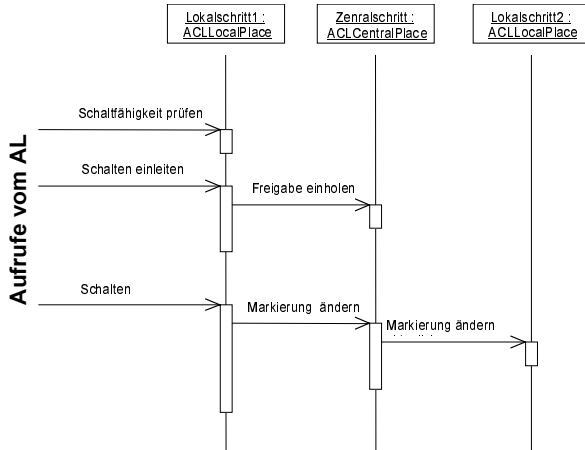 Lokalschritt1 :
ACLLocalPlace
Zenralschritt :
ACLCentralPlace
Lokalschritt2 :
ACLLocalPlace
Aufrufe vom AL
Schaltfähigkeit prüfen
Schalten einleiten
Freigabe einholen
Schalten
Markierung ändern
Markierung ändern